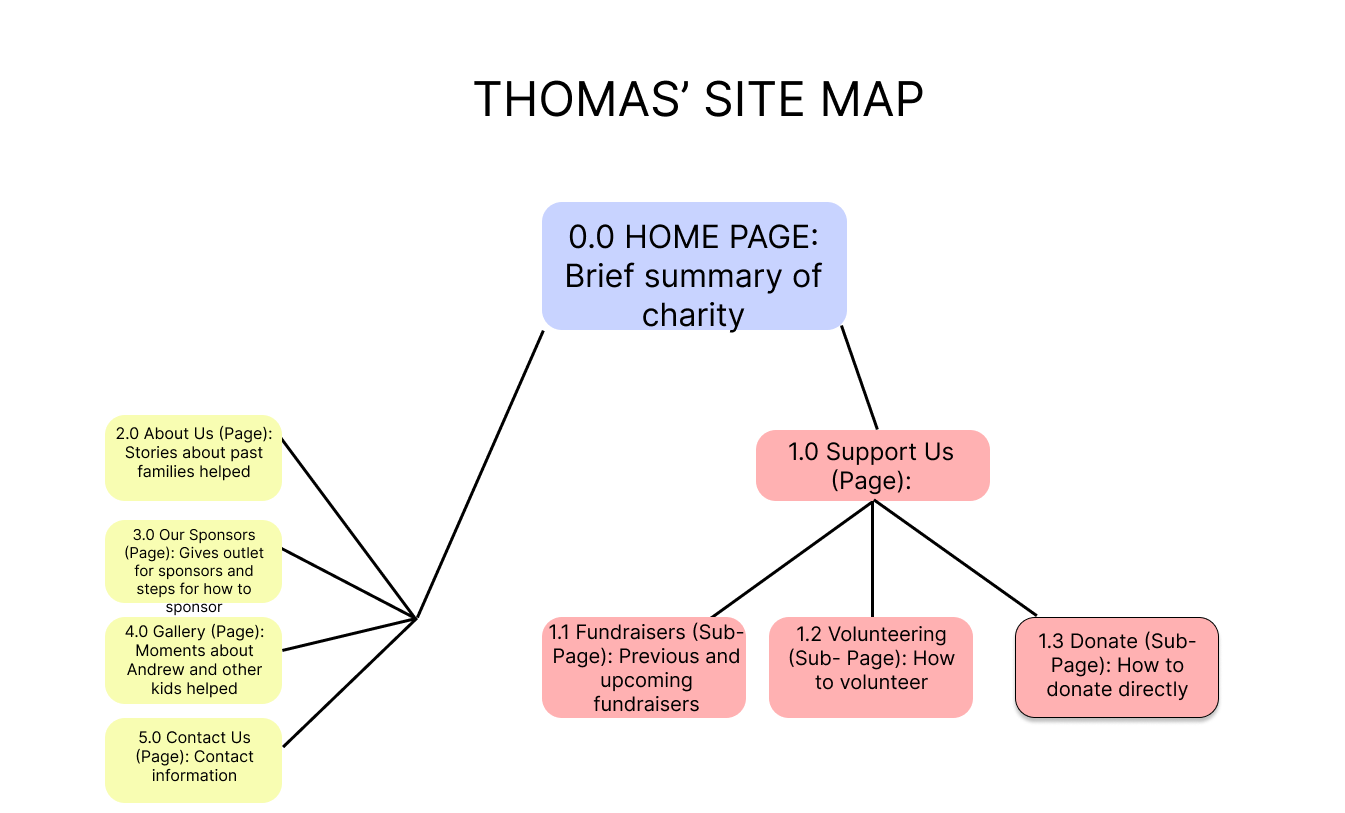 THOMAS’ SITE MAP
0.0 HOME PAGE:
Brief summary of
charity
2.0 About Us (Page):
Stories about past
families helped
3.0 Our Sponsors
(Page): Gives outlet
for sponsors and
steps for how to
sponsor
4.0 Gallery (Page):
Moments about
Andrew and other
kids helped
5.0 Contact Us
(Page): Contact
information
1.0 Support Us
(Page):
1.1 Fundraisers (Sub-
Page): Previous and
upcoming
fundraisers
1.2 Volunteering
(Sub- Page): How
to volunteer
1.3 Donate (Sub-
Page): How to
donate directly